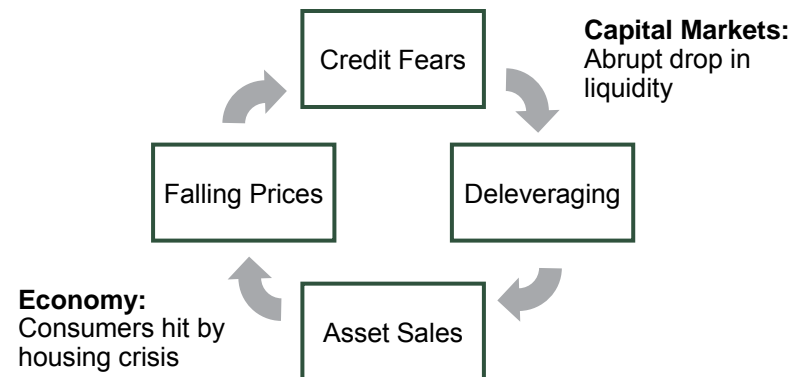 Credit Fears
Capital Markets:
Abrupt drop in
liquidity
Falling Prices
Deleveraging
Economy:
Consumers hit by
housing crisis
Asset Sales